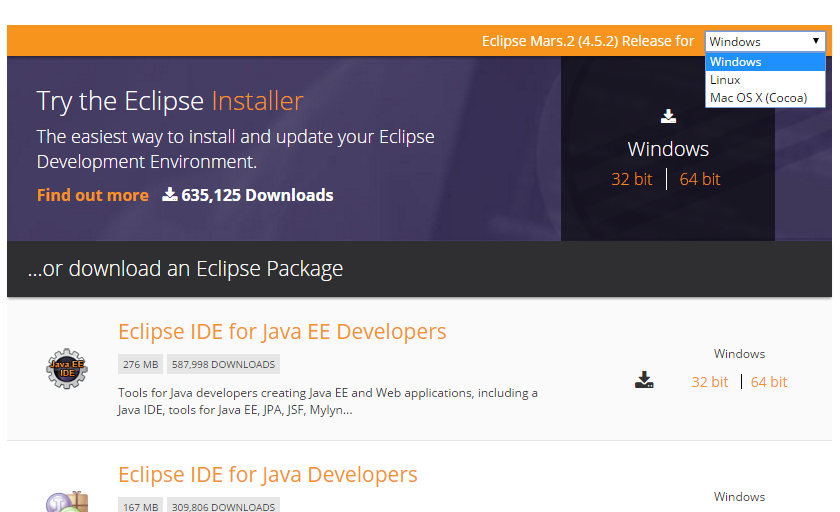 Eclipse Mars.2 (4.5.2) Release for Windows
Windows
Linux
Mac OS X (Cocoa)
Try the Eclipse Installer
The easiest way to install and update your Eclipse
Development Environment.
Find out more 635,125 Downloads
Windows
32 bit 64 bit
...or download an Eclipse Package
Eclipse IDE for Java EE Developers
276 MB 587,998 DOWNLOADS
Tools for Java developers creating Java EE and Web applications, including a
Java IDE, tools for Java EE, JPA, JSF, Mylyn...
Java EE
IDE
Windows
32 bit 64 bit
Eclipse IDE for Java Developers
167 MB 309,806 DOWNLOADS
Windows